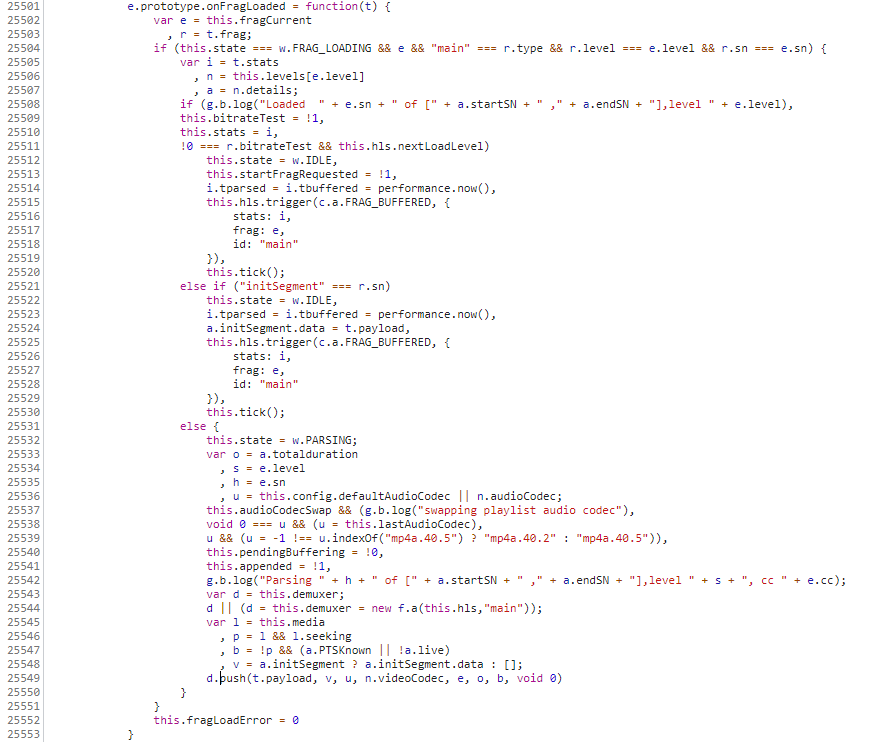 25501 e.prototype.onFragLoaded = function(t) {
25502 var e = this.fragCurrent
25503 , r = t.frag;
25504 if (this.state === w.FRAG_LOADING && e && "main" === r.type && r.level === e.level && r.sn === e.sn) {
25505 var i = t.stats
25506 , n = this.levels[e.level]
25507 , a = n.details;
25508 if (g.b.log("Loaded  " + e.sn + " of [" + a.startSN + " ," + a.endSN + "],level " + e.level),
25509 this.bitrateTest = !1,
25510 this.stats = i,
25511 !0 === r.bitrateTest && this.hls.nextLoadLevel)
25512 this.state = w.IDLE,
25513 this.startFragRequested = !1,
25514 i.tparsed = i.tbuffered = performance.now(),
25515 this.hls.trigger(c.a.FRAG_BUFFERED, {
25516 stats: i,
25517 frag: e,
25518 id: "main"
25519 }),
25520 this.tick();
25521 else if ("initSegment" === r.sn)
25522 this.state = w.IDLE,
25523 i.tparsed = i.tbuffered = performance.now(),
25524 a.initSegment.data = t.payload,
25525 this.hls.trigger(c.a.FRAG_BUFFERED, {
25526 stats: i,
25527 frag: e,
25528 id: "main"
25529 }),
25530 this.tick();
25531 else {
25532 this.state = w.PARSING;
25533 var o = a.totalduration
25534 , s = e.level
25535 , h = e.sn
25536 , u = this.config.defaultAudioCodec || n.audioCodec;
25537 this.audioCodecSwap && (g.b.log("swapping playlist audio codec"),
25538 void 0 === u && (u = this.lastAudioCodec),
25539 u && (u = -1 !== u.indexOf("mp4a.40.5") ? "mp4a.40.2" : "mp4a.40.5")),
25540 this.pendingBuffering = !0,
25541 this.appended = !1,
25542 g.b.log("Parsing " + h + " of [" + a.startSN + " ," + a.endSN + "],level " + s + ", cc " + e.cc);
25543 var d = this.demuxer;
25544 d || (d = this.demuxer = new f.a(this.hls,"main"));
25545 var l = this.media
25546 , p = l && l.seeking
25547 , b = !p && (a.PTSKnown || !a.live)
25548 , v = a.initSegment ? a.initSegment.data : [];
25549 d.push(t.payload, v, u, n.videoCodec, e, o, b, void 0)
25550 }
25551 }
25552 this.fragLoadError = 0
25553 }